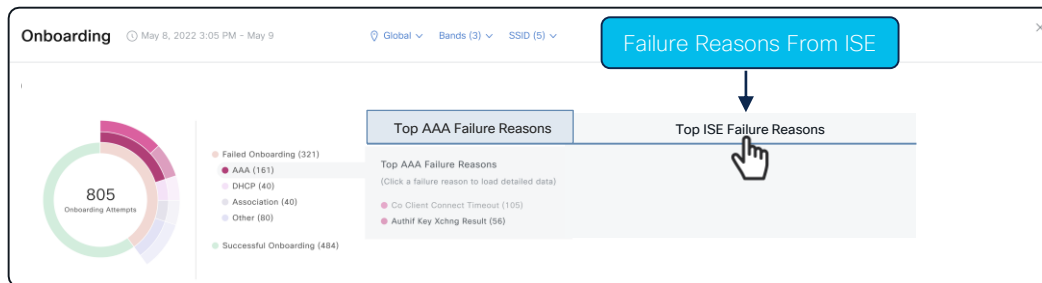 Onboarding
May 8, 2022 3:05 PM - May 9
Global
Bands (3)
SSID (5)
Failure Reasons From ISE
Top AAA Failure Reasons
Top ISE Failure Reasons
805
Onboarding Attempts
Failed Onboarding (321)
AAA (161)
DHCP (40)
Association (40)
Other (80)
Successful Onboarding (484)
Top AAA Failure Reasons
(Click a failure reason to load detailed data)
Co Client Connect Timeout (105)
Authif Key Xchng Result (56)